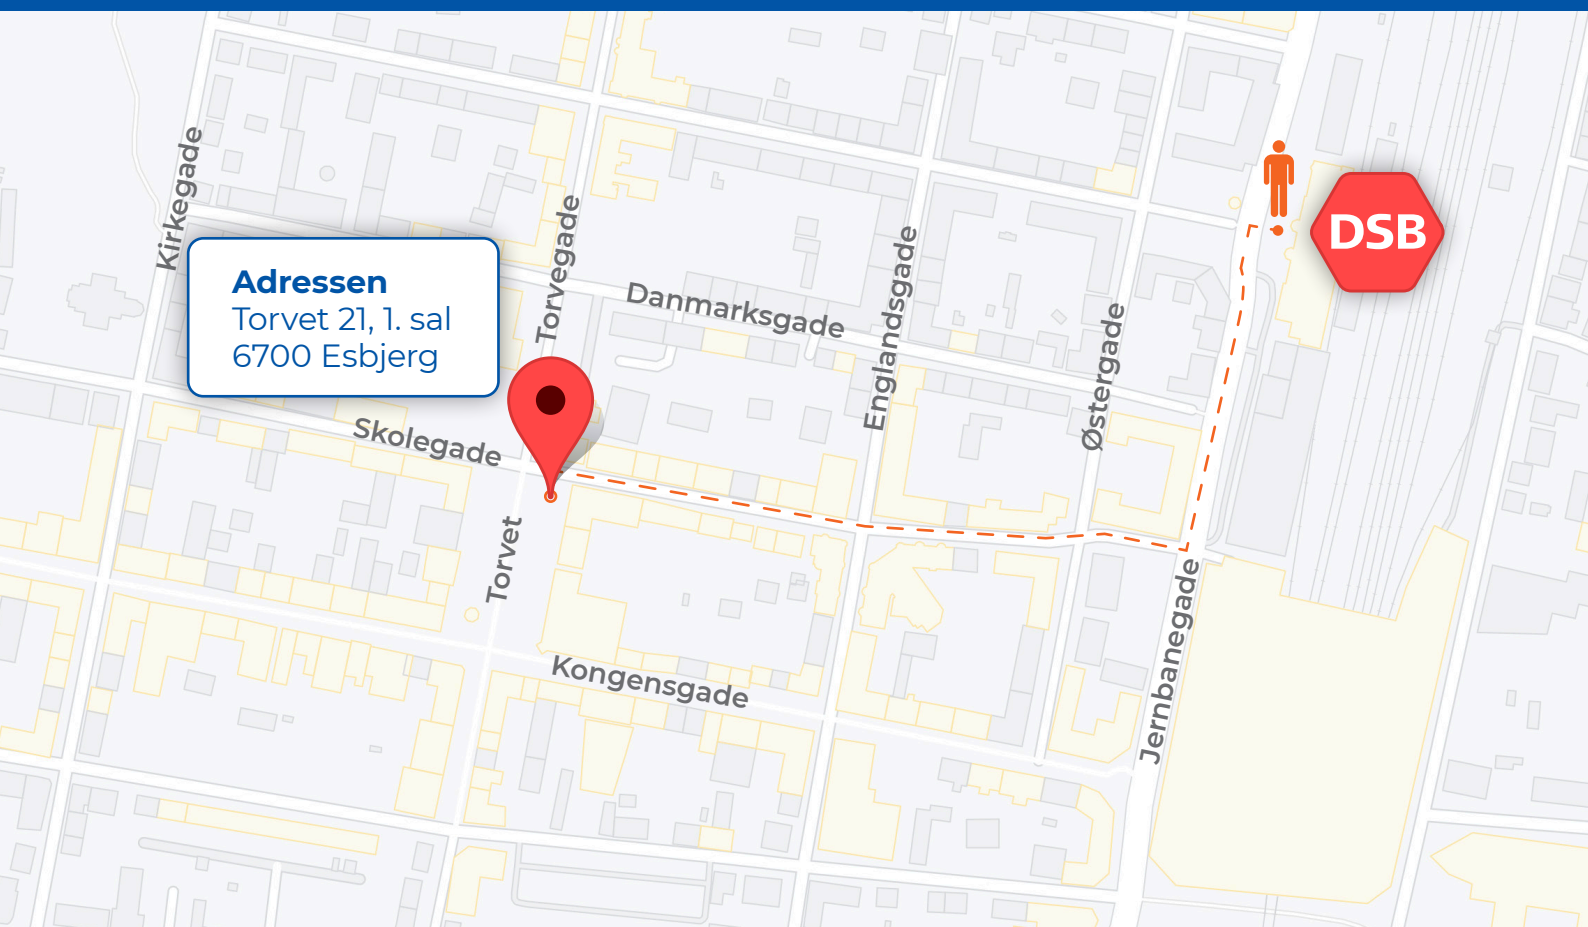 Kirkegade
Torvegade
Adressen
Torvet 21, 1. sal
6700 Esbjerg
Danmarksgade
Englandsgade
Østergade
DSB
Skolegade
Torvet
Kongensgade
Jernbanegade